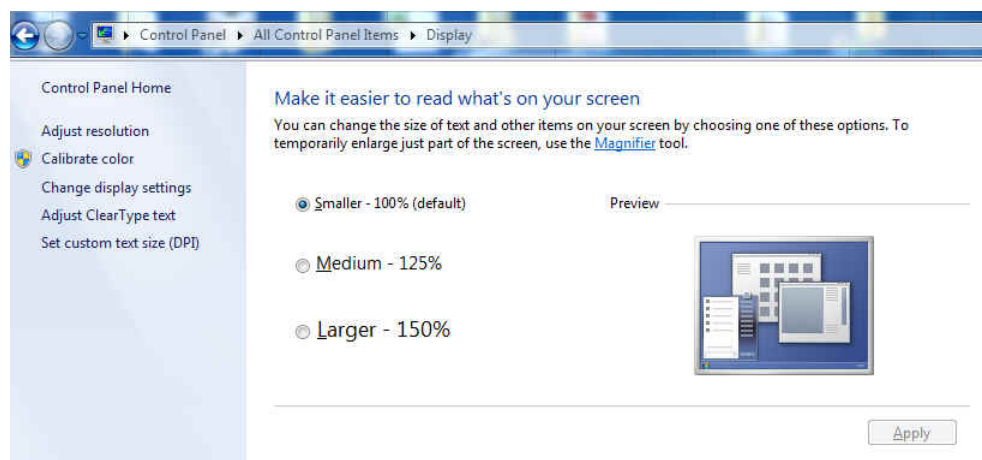 Control Panel All Control Panel Items Display
Control Panel Home
Adjust resolution
Calibrate color
Change display settings
Adjust ClearType text
Set custom text size (DPI)
Make it easier to read what's on your screen
You can change the size of text and other items on your screen by choosing one of these options. To
temporarily enlarge just part of the screen, use the Magnifier tool.
Smaller - 100% (default)
Preview
Medium - 125%
Larger - 150%
Apply